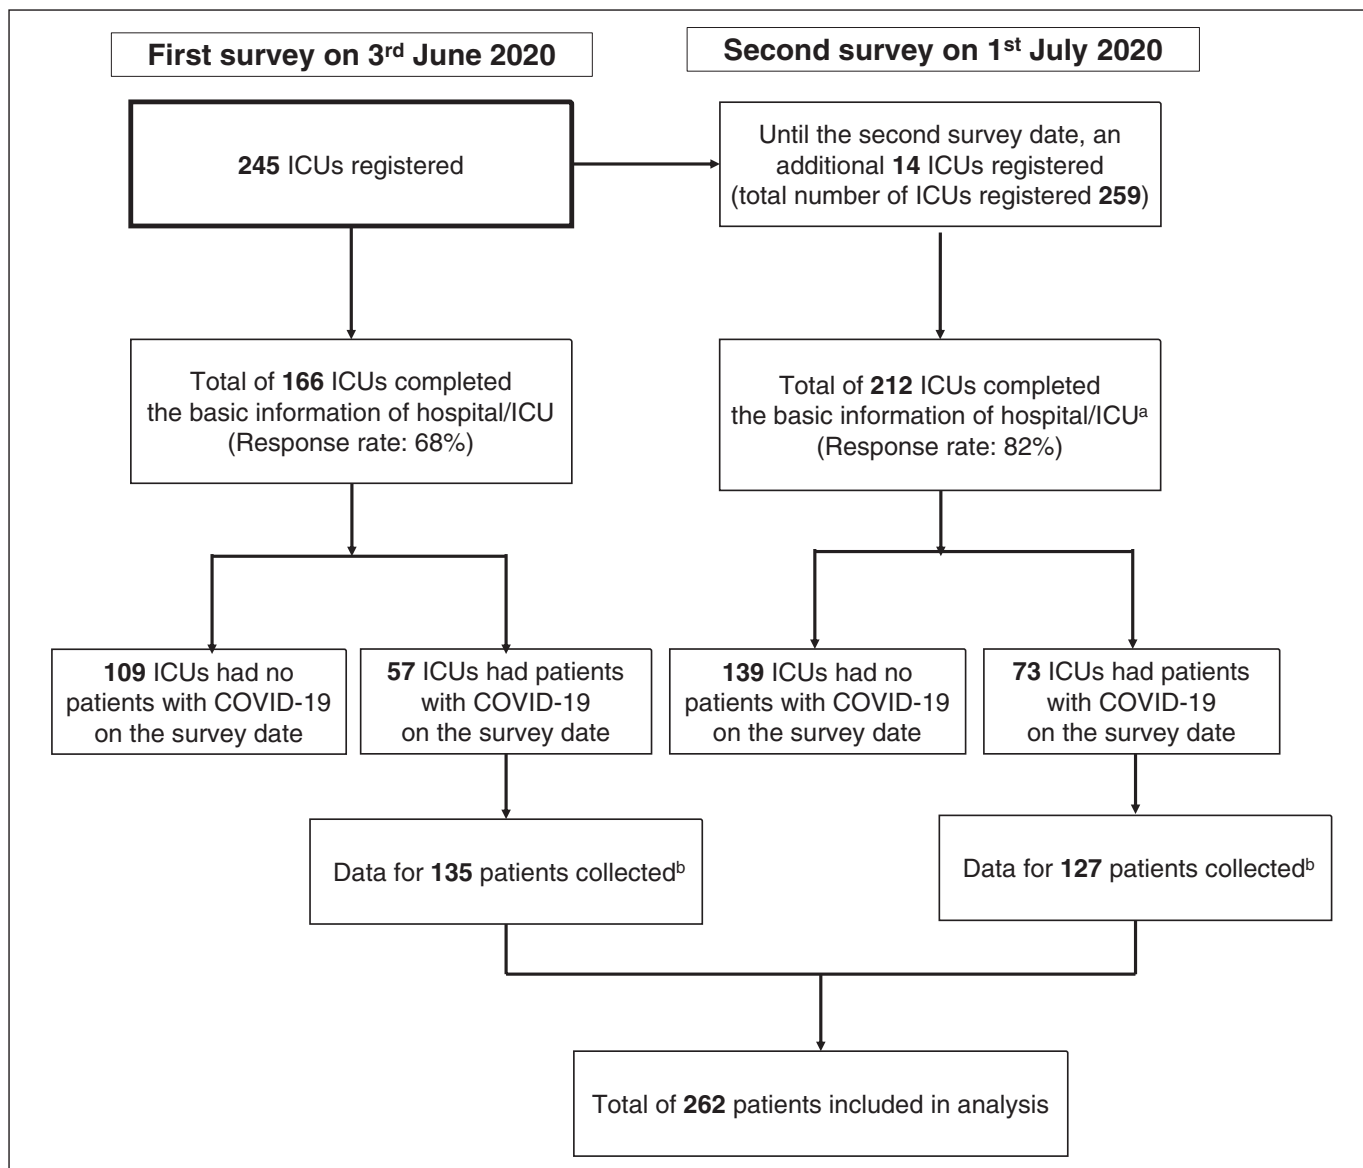 First survey on 3rd June 2020
Second survey on 1st July 2020
245 ICUs registered
Until the second survey date, an
additional 14 ICUs registered
(total number of ICUs registered 259)
Total of 166 ICUs completed
the basic information of hospital/ICU
(Response rate: 68%)
Total of 212 ICUs completed
the basic information of hospital/ICUa
(Response rate: 82%)
109 ICUs had no
patients with COVID-19
on the survey date
57 ICUs had patients
with COVID-19
on the survey date
139 ICUs had no
patients with COVID-19
on the survey date
73 ICUs had patients
with COVID-19
on the survey date
Data for 135 patients collectedb
Data for 127 patients collectedb
Total of 262 patients included in analysis